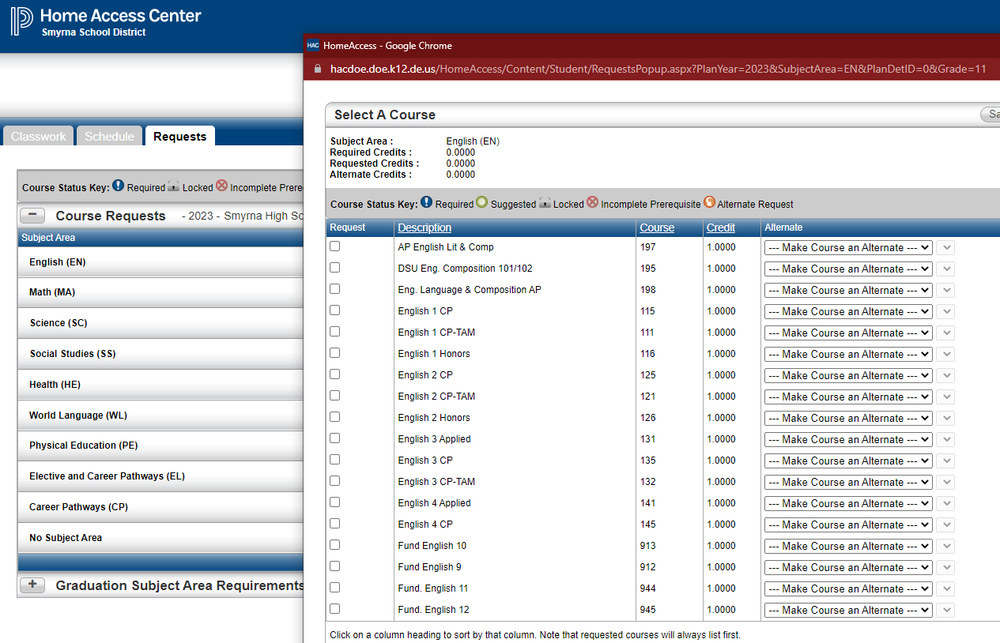 Home Access Center
Smyrna School District
HAC HomeAccess - Google Chrome
hacdoe.doe.k12.de.us/HomeAccess/Content/Student/RequestsPopup.aspx?PlanYear=2023&SubjectArea=EN&PlanDetID=0&Grade=11
Classwork Schedule Requests
Course Status Key: Required Locked Incomplete Prere
Course Requests - 2023 - Smyrna High Sc
Subject Area
English (EN)
Math (MA)
Science (SC)
Social Studies (SS)
Health (HE)
World Language (WL)
Physical Education (PE)
Elective and Career Pathways (EL)
Career Pathways (CP)
No Subject Area
Graduation Subject Area Requirements
Select A Course Sa
Subject Area : English (EN)
Required Credits : 0.0000
Requested Credits : 0.0000
Alternate Credits : 0.0000
Course Status Key: Required Suggested Locked Incomplete Prerequisite Alternate Request
Request Description Course Credit Alternate
AP English Lit & Comp 197 1.0000 --- Make Course an Alternate ---
DSU Eng. Composition 101/102 195 1.0000 --- Make Course an Alternate ---
Eng. Language & Composition AP 198 1.0000 --- Make Course an Alternate ---
English 1 CP 115 1.0000 --- Make Course an Alternate ---
English 1 CP-TAM 111 1.0000 --- Make Course an Alternate ---
English 1 Honors 116 1.0000 --- Make Course an Alternate ---
English 2 CP 125 1.0000 --- Make Course an Alternate ---
English 2 CP-TAM 121 1.0000 --- Make Course an Alternate ---
English 2 Honors 126 1.0000 --- Make Course an Alternate ---
English 3 Applied 131 1.0000 --- Make Course an Alternate ---
English 3 CP 135 1.0000 --- Make Course an Alternate ---
English 3 CP-TAM 132 1.0000 --- Make Course an Alternate ---
English 4 Applied 141 1.0000 --- Make Course an Alternate ---
English 4 CP 145 1.0000 --- Make Course an Alternate ---
Fund English 10 913 1.0000 --- Make Course an Alternate ---
Fund English 9 912 1.0000 --- Make Course an Alternate ---
Fund. English 11 944 1.0000 --- Make Course an Alternate ---
Fund. English 12 945 1.0000 --- Make Course an Alternate ---
Click on a column heading to sort by that column. Note that requested courses will always list first.